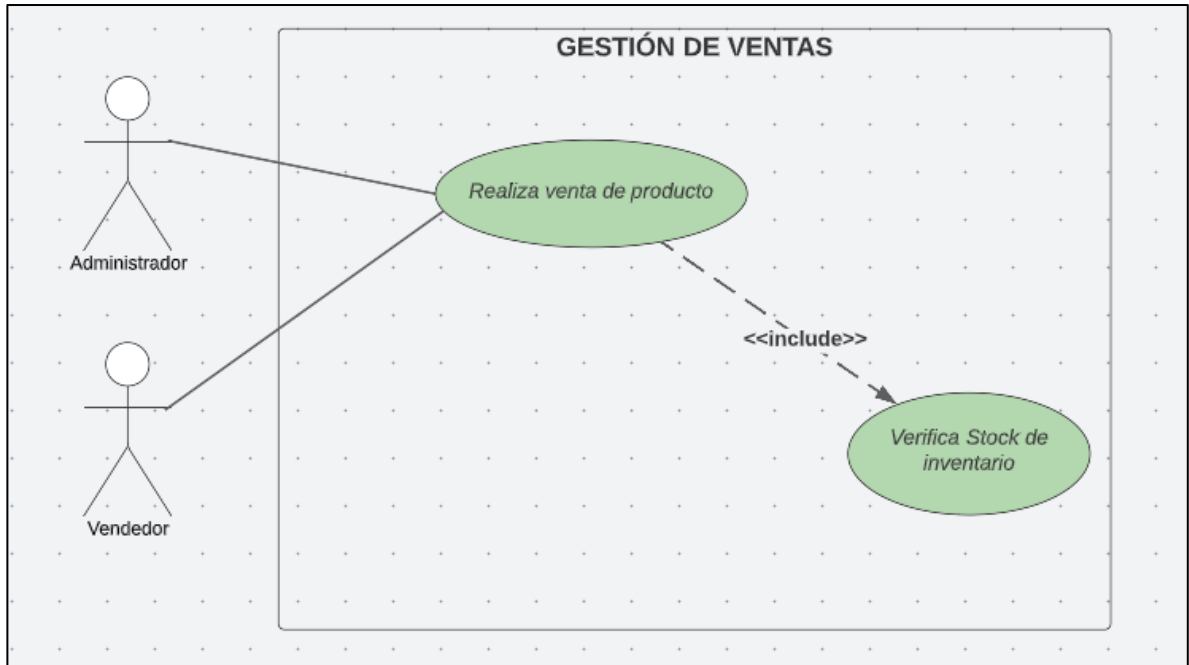 GESTIÓN DE VENTAS
Realiza venta de producto
Administrador
<<include>>
Verifica Stock de
inventario
Vendedor